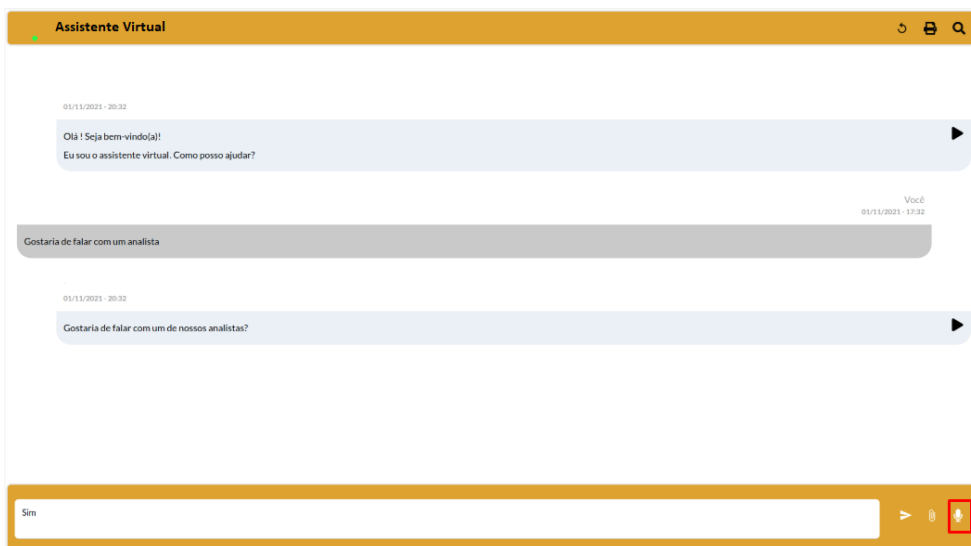 Assistente Virtual
01/11/2021 - 20:32
Olá ! Seja bem-vindo(a)!
Eu sou o assistente virtual. Como posso ajudar?
Você
01/11/2021 - 17:32
Gostaria de falar com um analista
01/11/2021 - 20:32
Gostaria de falar com um de nossos analistas?
Sim